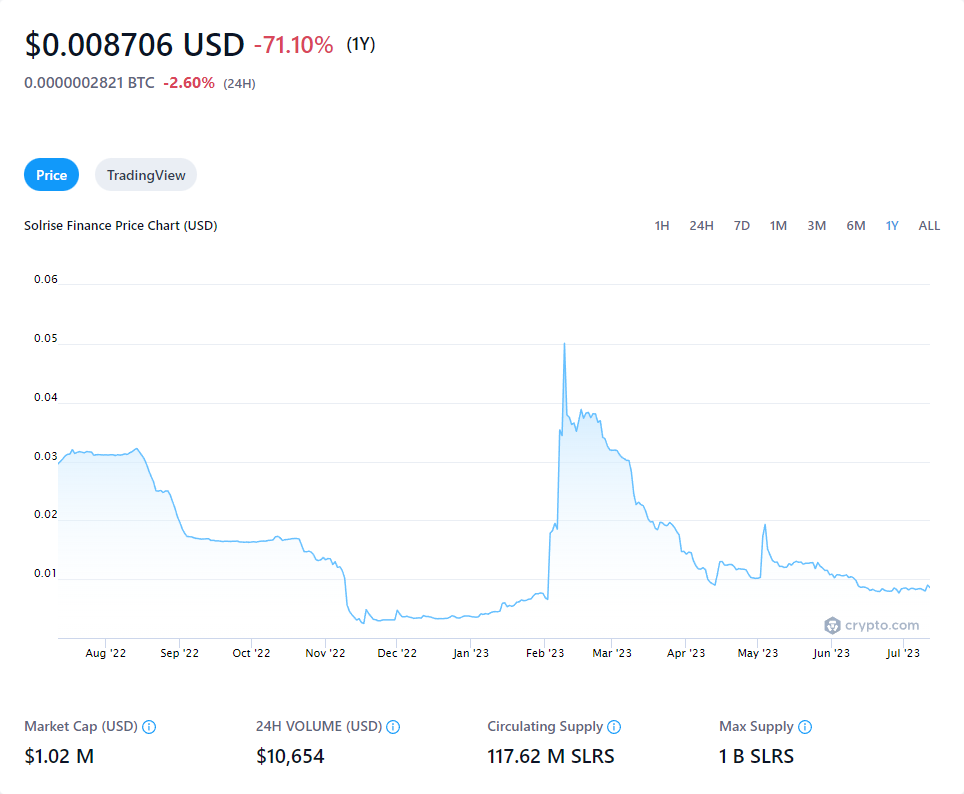 $0.008706 USD -71.10% (1Y)
0.0000002821 BTC -2.60% (24H)
Price TradingView
Solrise Finance Price Chart (USD) 1H 24H 7D 1M 3M 6M 1Y ALL
0.06
0.05
0.04
0.03
0.02
0.01
crypto.com
Aug '22 Sep '22 Oct '22 Nov '22 Dec '22 Jan '23 Feb '23 Mar '23 Apr '23 May '23 Jun '23 Jul '23
Market Cap (USD) 24H VOLUME (USD) Circulating Supply Max Supply
$1.02 M $10,654 117.62 M SLRS 1 B SLRS